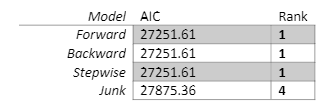 Model AIC Rank
Forward 27251.61 1
Backward 27251.61 1
Stepwise 27251.61 1
Junk 27875.36 4